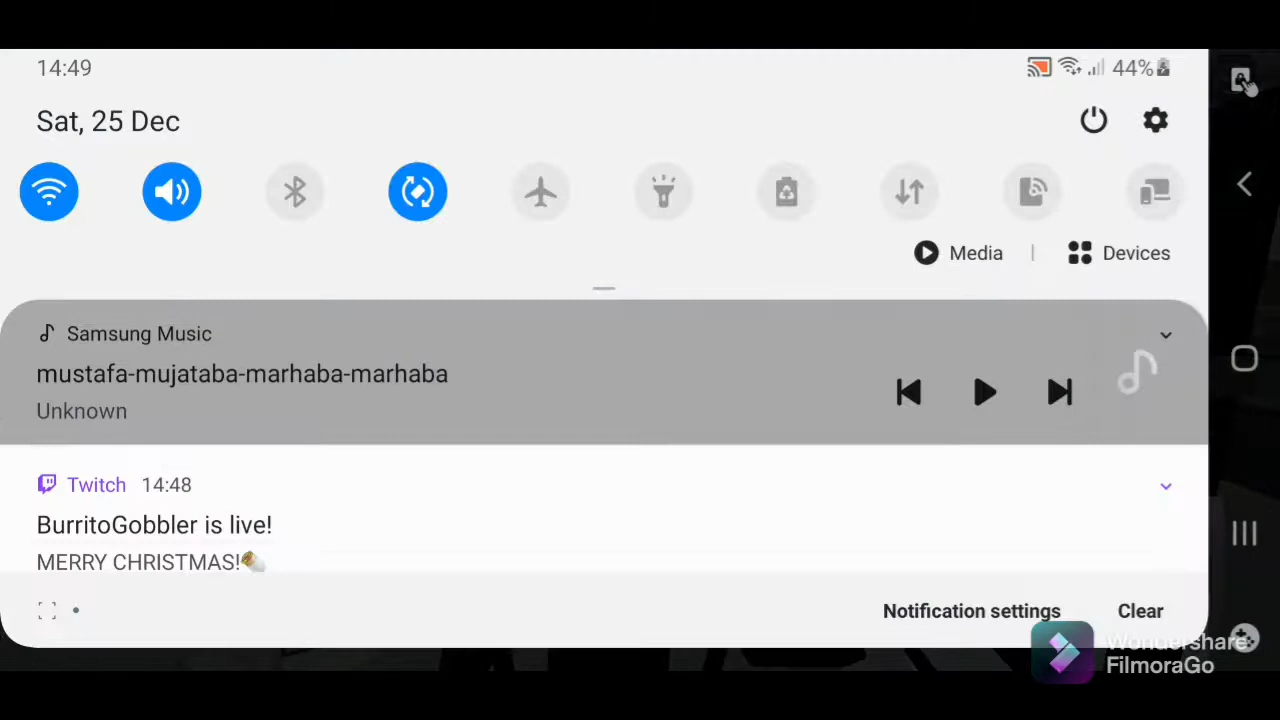 14:49
44%
Sat, 25 Dec
Media | Devices
Samsung Music
mustafa-mujataba-marhaba-marhaba
Unknown
Twitch 14:48
BurritoGobbler is live!
MERRY CHRISTMAS!🌯
Notification settings Clear
Wondershare
FilmoraGo